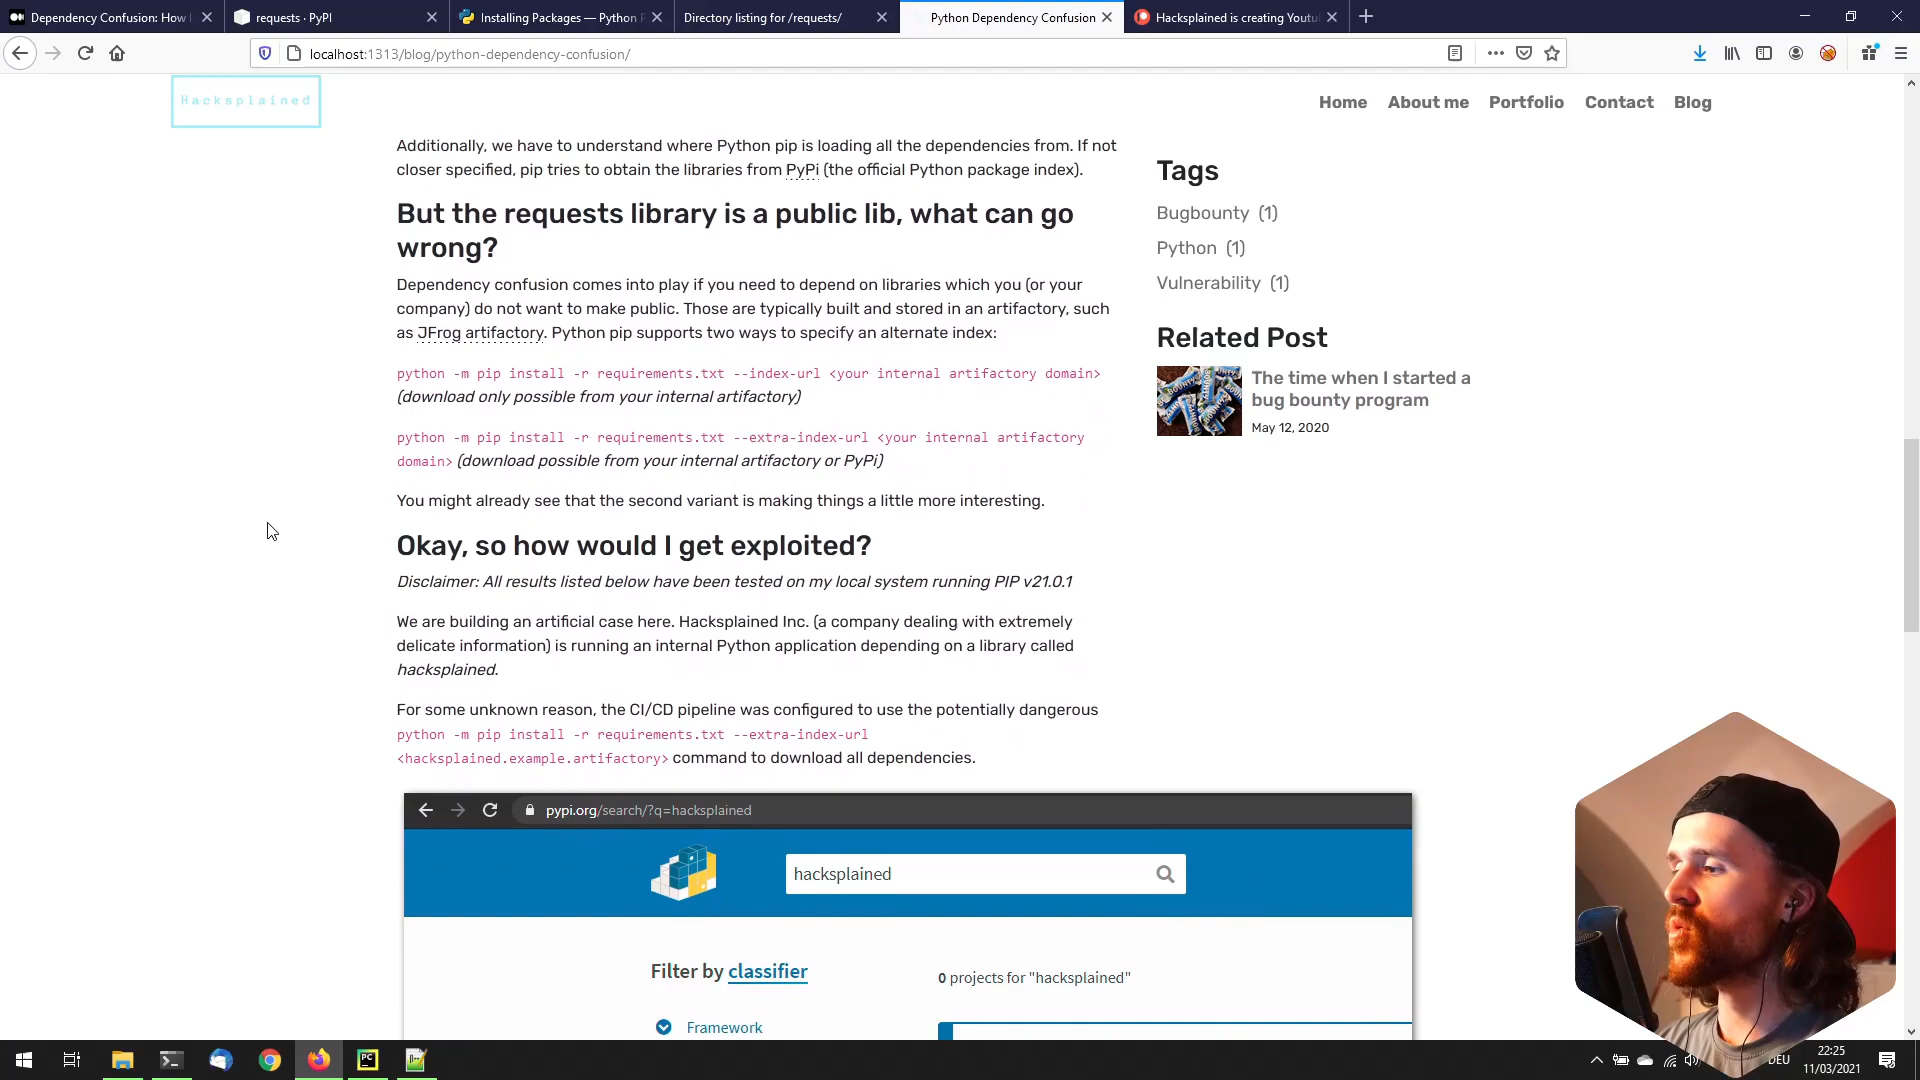 Dependency Confusion: How I
requests · PyPI
Installing Packages — Python P
Directory listing for /requests/
Python Dependency Confusion
Hacksplained is creating Youtu
localhost:1313/blog/python-dependency-confusion/
Hacksplained
Home
About me
Portfolio
Contact
Blog
Additionally, we have to understand where Python pip is loading all the dependencies from. If not
closer specified, pip tries to obtain the libraries from PyPi (the official Python package index).
But the requests library is a public lib, what can go
wrong?
Dependency confusion comes into play if you need to depend on libraries which you (or your
company) do not want to make public. Those are typically built and stored in an artifactory, such
as JFrog artifactory. Python pip supports two ways to specify an alternate index:
python -m pip install -r requirements.txt --index-url <your internal artifactory domain>
(download only possible from your internal artifactory)
python -m pip install -r requirements.txt --extra-index-url <your internal artifactory
domain> (download possible from your internal artifactory or PyPi)
You might already see that the second variant is making things a little more interesting.
Okay, so how would I get exploited?
Disclaimer: All results listed below have been tested on my local system running PIP v21.0.1
We are building an artificial case here. Hacksplained Inc. (a company dealing with extremely
delicate information) is running an internal Python application depending on a library called
hacksplained.
For some unknown reason, the CI/CD pipeline was configured to use the potentially dangerous
python -m pip install -r requirements.txt --extra-index-url
<hacksplained.example.artifactory> command to download all dependencies.
pypi.org/search/?q=hacksplained
hacksplained
Filter by classifier
0 projects for "hacksplained"
Framework
Tags
Bugbounty (1)
Python (1)
Vulnerability (1)
Related Post
The time when I started a
bug bounty program
May 12, 2020
DEU
22:25
11/03/2021